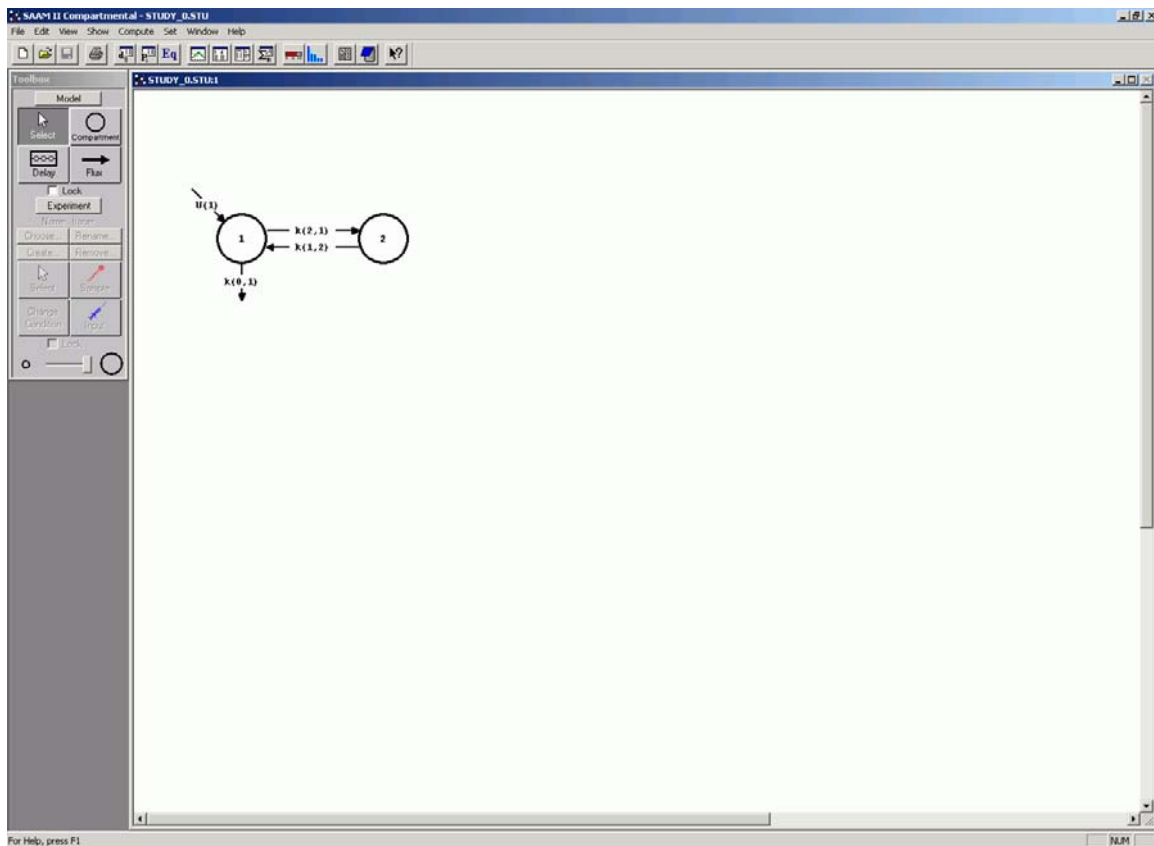 SAAM II Compartmental - STUDY_0.STU
File Edit View Show Compute Set Window Help
Eq
Toolbox
STUDY_0.STU:1
Model
Select Compartment
Delay Flux
Lock
Experiment
Choose... Rename...
Create... Remove...
Select Sample
Change Condition Input
Lock
U(1)
1
k(2,1)
k(1,2)
2
k(0,1)
For Help, press F1
NUM